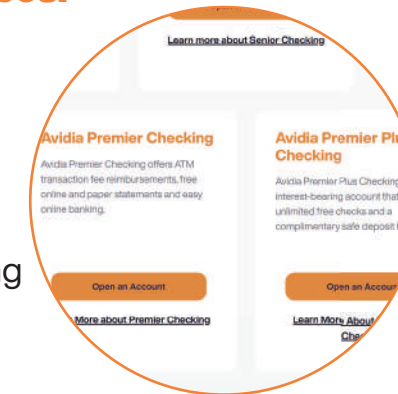 Learn more about Senior Checking
Avidia Premier Checking
Avidia Premier Checking offers ATM
transaction fee reimbursements, free
online and paper statements and easy
online banking.
Open an Account
More about Premier Checking
Avidia Premier Plu
Checking
Avidia Premier Plus Checking
interest-bearing account that
unlimited free checks and a
complimentary safe deposit
Open an Accoun
Learn More About
Che
ng